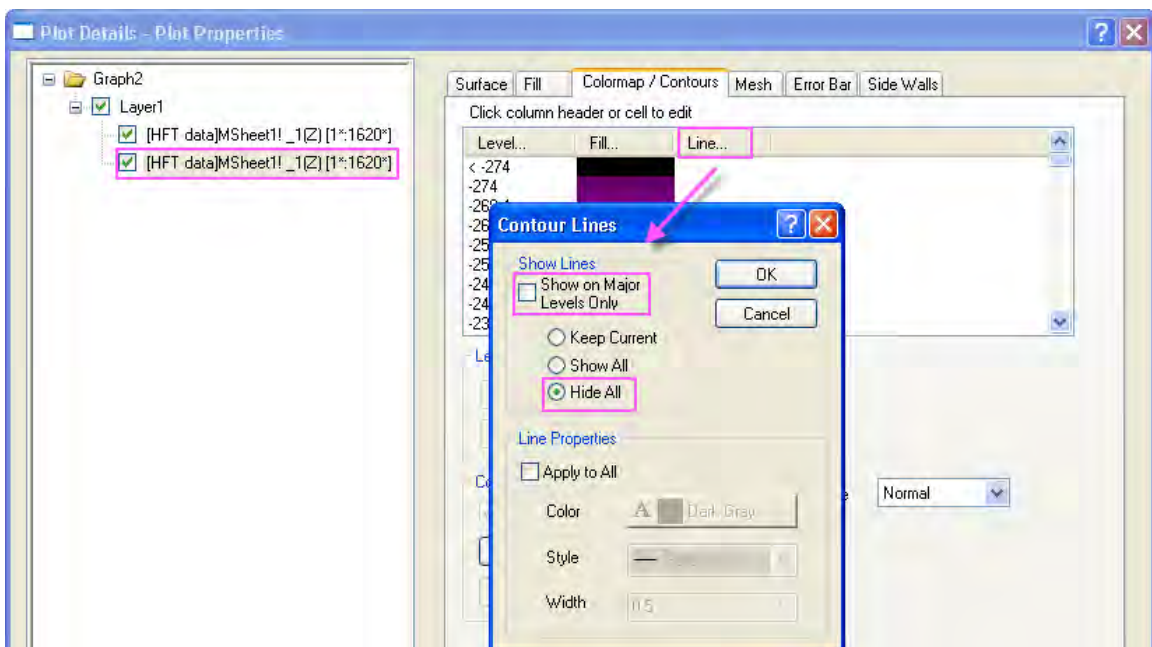 Plot Details - Plot Properties
Graph2
Layer1
[HFT data]MSheet1! _1(Z) [1*:1620*]
[HFT data]MSheet1! _1(Z) [1*:1620*]
Surface Fill Colormap / Contours Mesh Error Bar Side Walls
Click column header or cell to edit
Level... Fill... Line...
< -274
-274
Contour Lines
Show Lines
Show on Major
Levels Only
OK
Cancel
Keep Current
Show All
Hide All
Line Properties
Apply to All
Color A Dark Gray
Style
Width 0.5
Normal